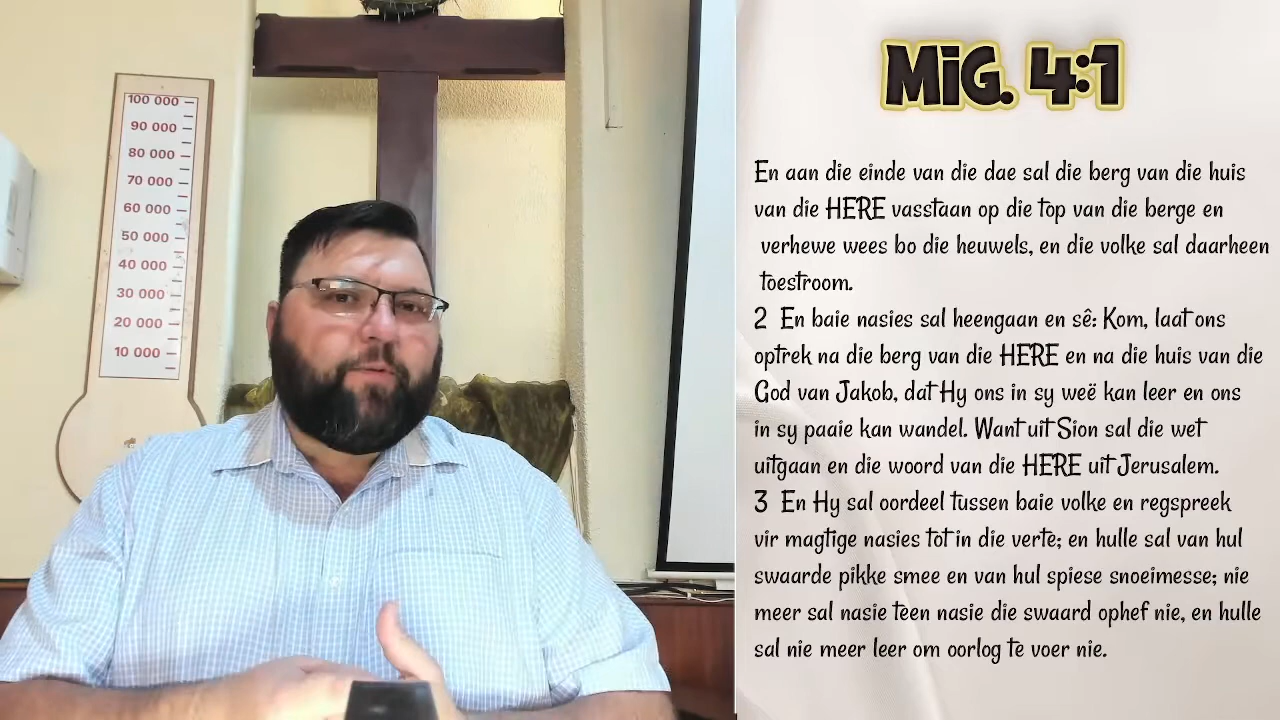 100 000
90 000
80 000
70 000
60 000
50 000
40 000
30 000
20 000
10 000
MiG. 4:1
En aan die einde van die dae sal die berg van die huis
van die HERE vasstaan op die top van die berge en
verhewe wees bo die heuwels, en die volke sal daarheen
toestroom.
2 En baie nasies sal heengaan en sê: Kom, laat ons
optrek na die berg van die HERE en na die huis van die
God van Jakob, dat Hy ons in sy weë kan leer en ons
in sy paaie kan wandel. Want uit Sion sal die wet
uitgaan en die woord van die HERE uit Jerusalem.
3 En Hy sal oordeel tussen baie volke en regspreek
vir magtige nasies tot in die verte; en hulle sal van hul
swaarde pikke smee en van hul spiese snoeimesse; nie
meer sal nasie teen nasie die swaard ophef nie, en hulle
sal nie meer leer om oorlog te voer nie.